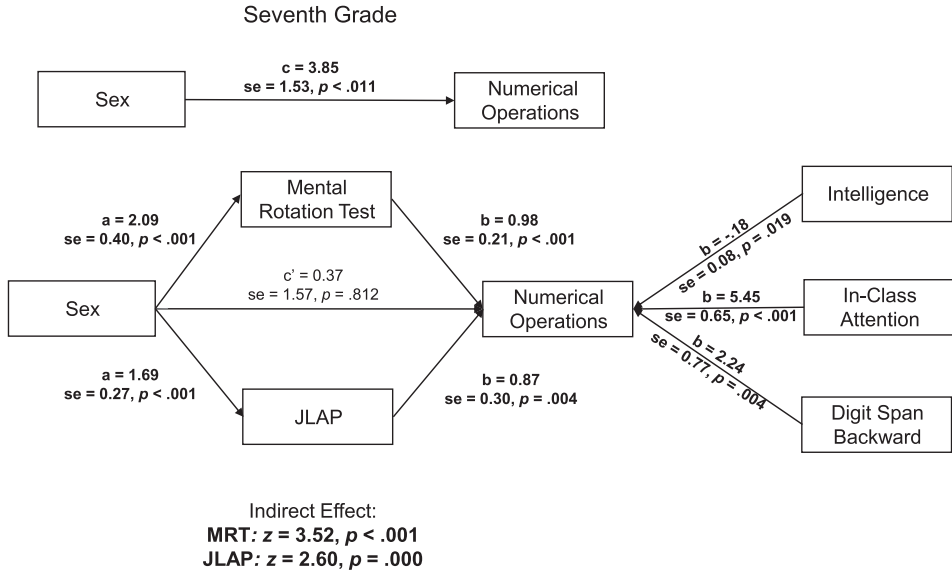 Seventh Grade
Sex
c = 3.85
se = 1.53, p < .011
Numerical
Operations
Mental
Rotation Test
a = 2.09
se = 0.40, p < .001
b = 0.98
se = 0.21, p < .001
Intelligence
b = -.18
se = 0.08, p = .019
Sex
c' = 0.37
se = 1.57, p = .812
Numerical
Operations
b = 5.45
se = 0.65, p < .001
In-Class
Attention
a = 1.69
se = 0.27, p < .001
JLAP
b = 0.87
se = 0.30, p = .004
b = 2.24
se = 0.77, p = .004
Digit Span
Backward
Indirect Effect:
MRT: z = 3.52, p < .001
JLAP: z = 2.60, p = .000